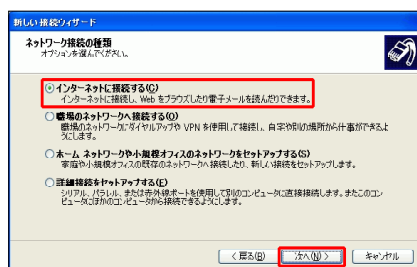 新しい接続ウィザード
ネットワーク接続の種類
オプションを選んでください。
インターネットに接続する(C)
インターネットに接続し、Web をブラウズしたり電子メールを読んだりできます。
職場のネットワークへ接続する(O)
職場のネットワークにダイヤルアップや VPN を使用して接続し、自宅や別の場所から仕事ができるようにします。
ホーム ネットワークや小規模オフィスのネットワークをセットアップする(S)
家庭や小規模オフィスの既存のネットワークへ接続したり、新しい接続をセットアップします。
詳細接続をセットアップする(E)
シリアル、パラレル、または赤外線ポートを使用して別のコンピュータに直接接続します。またこのコン
ピュータにほかのコンピュータから接続できるようにします。
< 戻る(B)
次へ(N) >
キャンセル